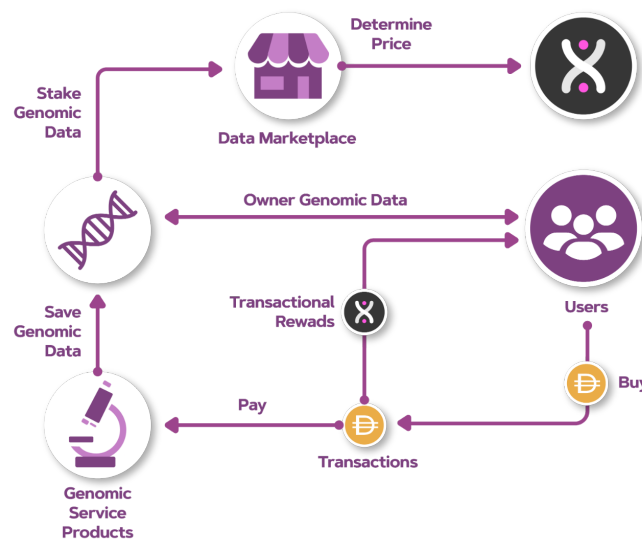 Determine
Price
Stake
Genomic
Data
Data Marketplace
Owner Genomic Data
Transactional
Rewads
Users
Save
Genomic
Data
Buy
Pay
Transactions
Genomic
Service
Products